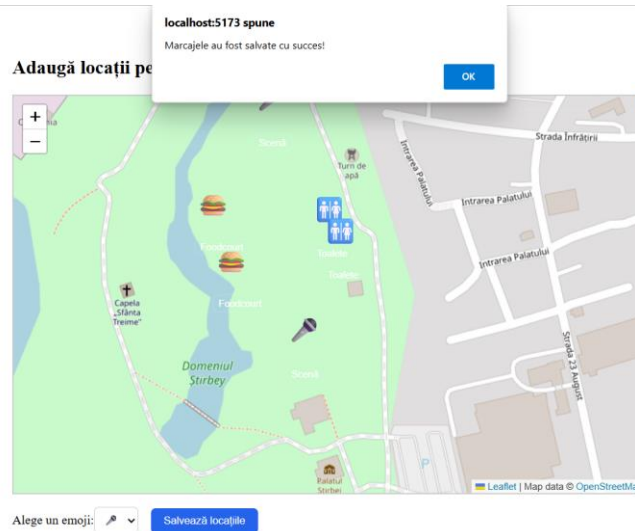 localhost:5173 spune
Marcajele au fost salvate cu succes!
OK
Adaugă locații pe
+
−
Scenă
Turn de
apă
Strada Înfrățirii
Intrarea Palatului
Intrarea Palatului
Intrarea Palatului
Foodcourt
Toalete
Toalete
Capela
„Sfânta
Treime"
Foodcourt
Domeniul
Știrbey
Scenă
Strada 23 August
Palatul
Știrbei
P
Leaflet | Map data © OpenStreetMa
Alege un emoji:
Salvează locațiile